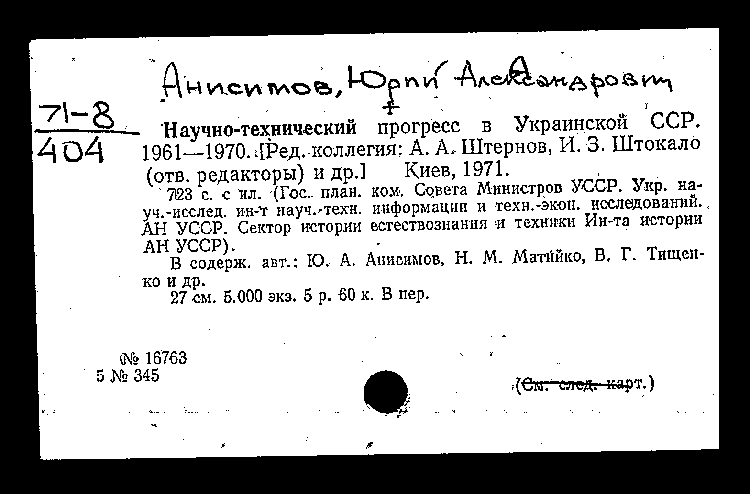 Анисимов, Юрий Александрович
71-8
404
Научно-технический прогресс в Украинской ССР.
1961—1970. [Ред. коллегия: А. А. Штернов, И. З. Штокало
(отв. редакторы) и др.] Киев, 1971.
723 с. с ил. (Гос. план. ком. Совета Министров УССР. Укр. на-
уч.-исслед. ин-т науч.-техн. информации и техн.-экон. исследований.
АН УССР. Сектор истории естествознания и техники Ин-та истории
АН УССР).
В содерж. авт.: Ю. А. Анисимов, Н. М. Матийко, В. Г. Тищен-
ко и др.
27 см. 5.000 экз. 5 р. 60 к. В пер.
№ 16763
5 № 345
(См. след. карт.)